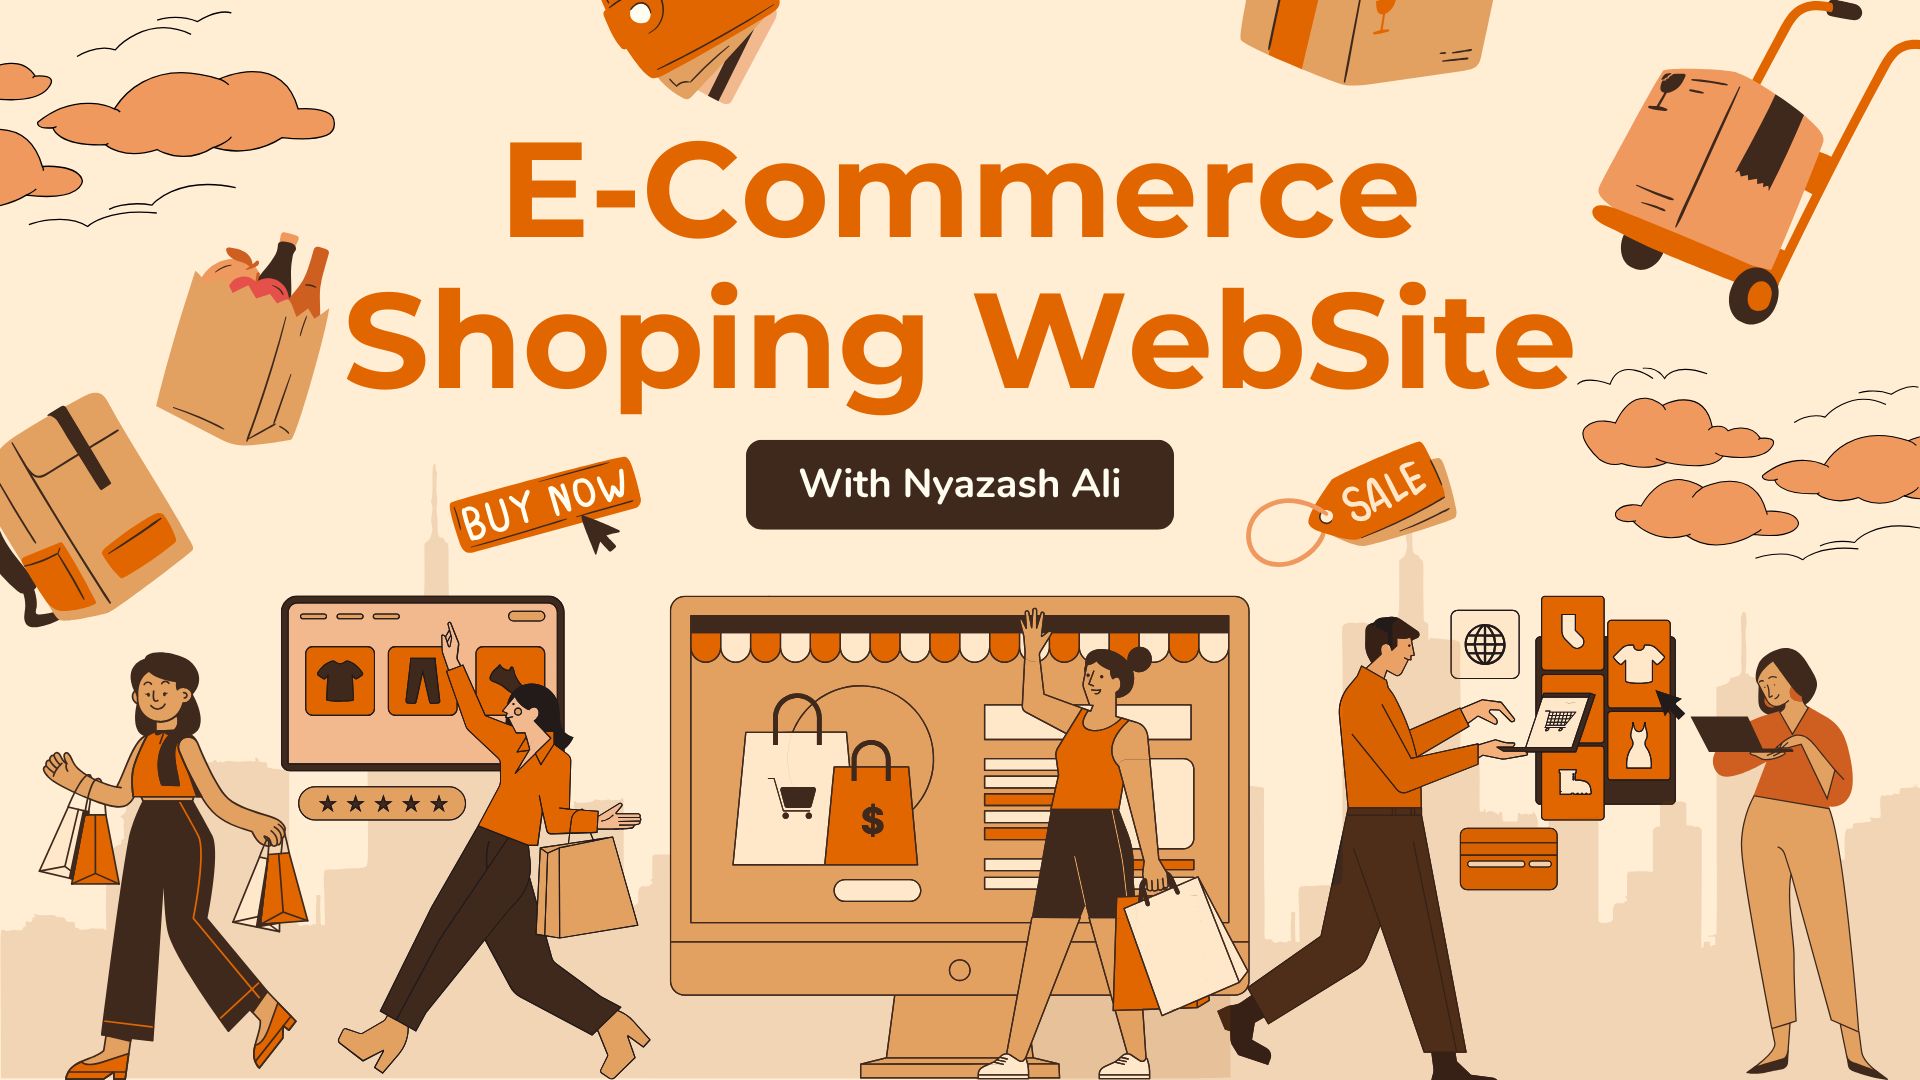 E-Commerce
Shoping WebSite
With Nyazash Ali
BUY NOW
SALE
$